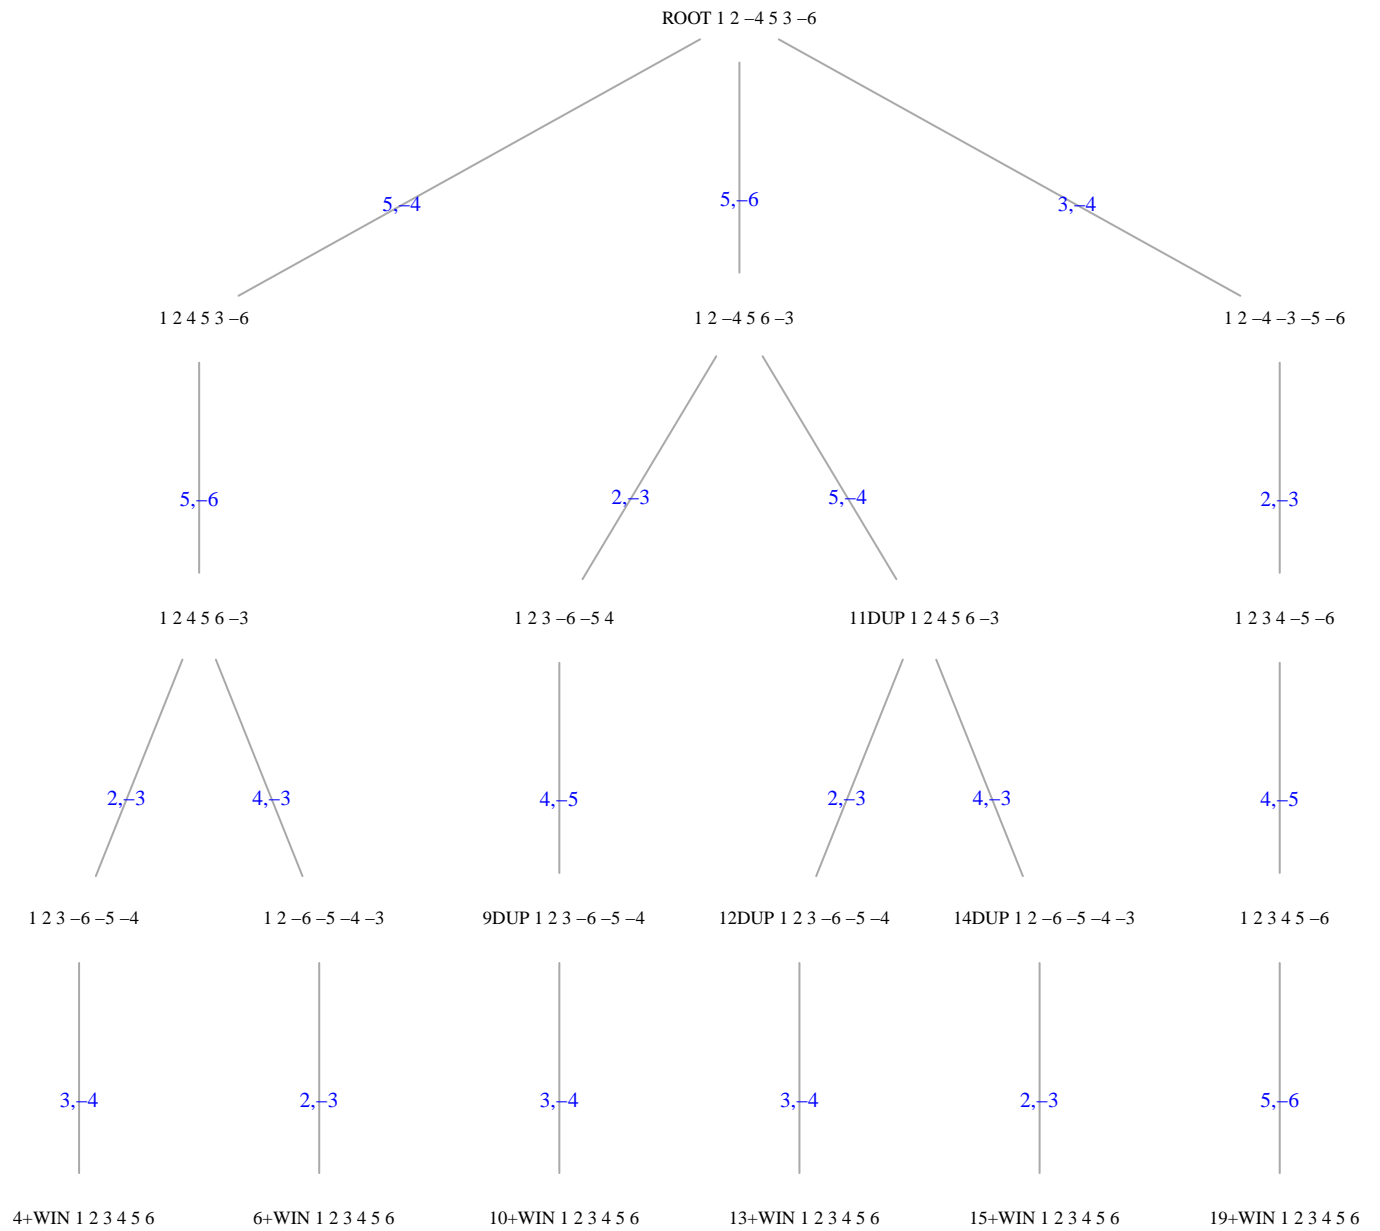 ROOT 1 2 –4 5 3 –6
5,–4
5,–6
3,–4
1 2 4 5 3 –6
1 2 –4 5 6 –3
1 2 –4 –3 –5 –6
5,–6
2,–3
5,–4
2,–3
1 2 4 5 6 –3
1 2 3 –6 –5 4
11DUP 1 2 4 5 6 –3
1 2 3 4 –5 –6
2,–3
4,–3
4,–5
2,–3
4,–3
4,–5
1 2 3 –6 –5 –4
1 2 –6 –5 –4 –3
9DUP 1 2 3 –6 –5 –4
12DUP 1 2 3 –6 –5 –4
14DUP 1 2 –6 –5 –4 –3
1 2 3 4 5 –6
3,–4
2,–3
3,–4
3,–4
2,–3
5,–6
4+WIN 1 2 3 4 5 6
6+WIN 1 2 3 4 5 6
10+WIN 1 2 3 4 5 6
13+WIN 1 2 3 4 5 6
15+WIN 1 2 3 4 5 6
19+WIN 1 2 3 4 5 6